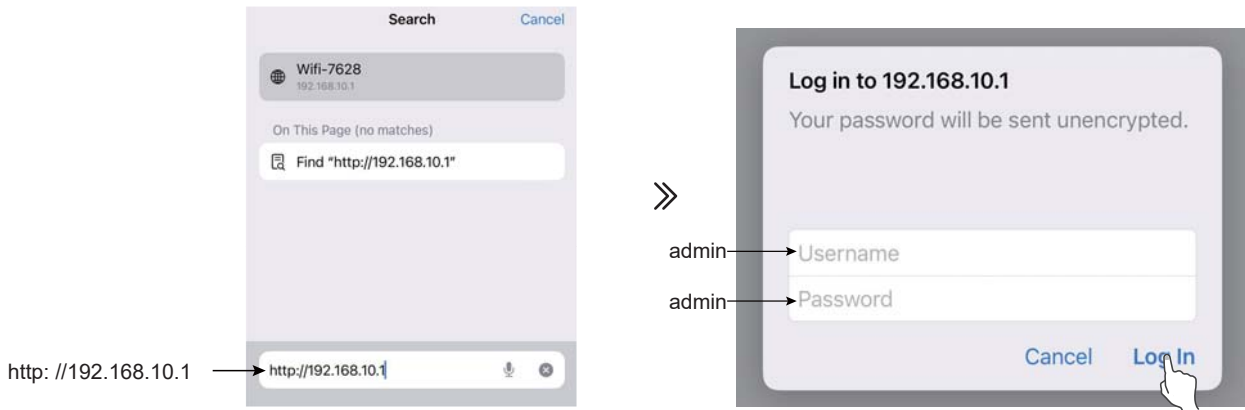 Search
Cancel
Wifi-7628
192.168.10.1
On This Page (no matches)
Find “http://192.168.10.1”
http: //192.168.10.1
http://192.168.10.1
Log in to 192.168.10.1
Your password will be sent unencrypted.
admin
Username
admin
Password
Cancel
Log In